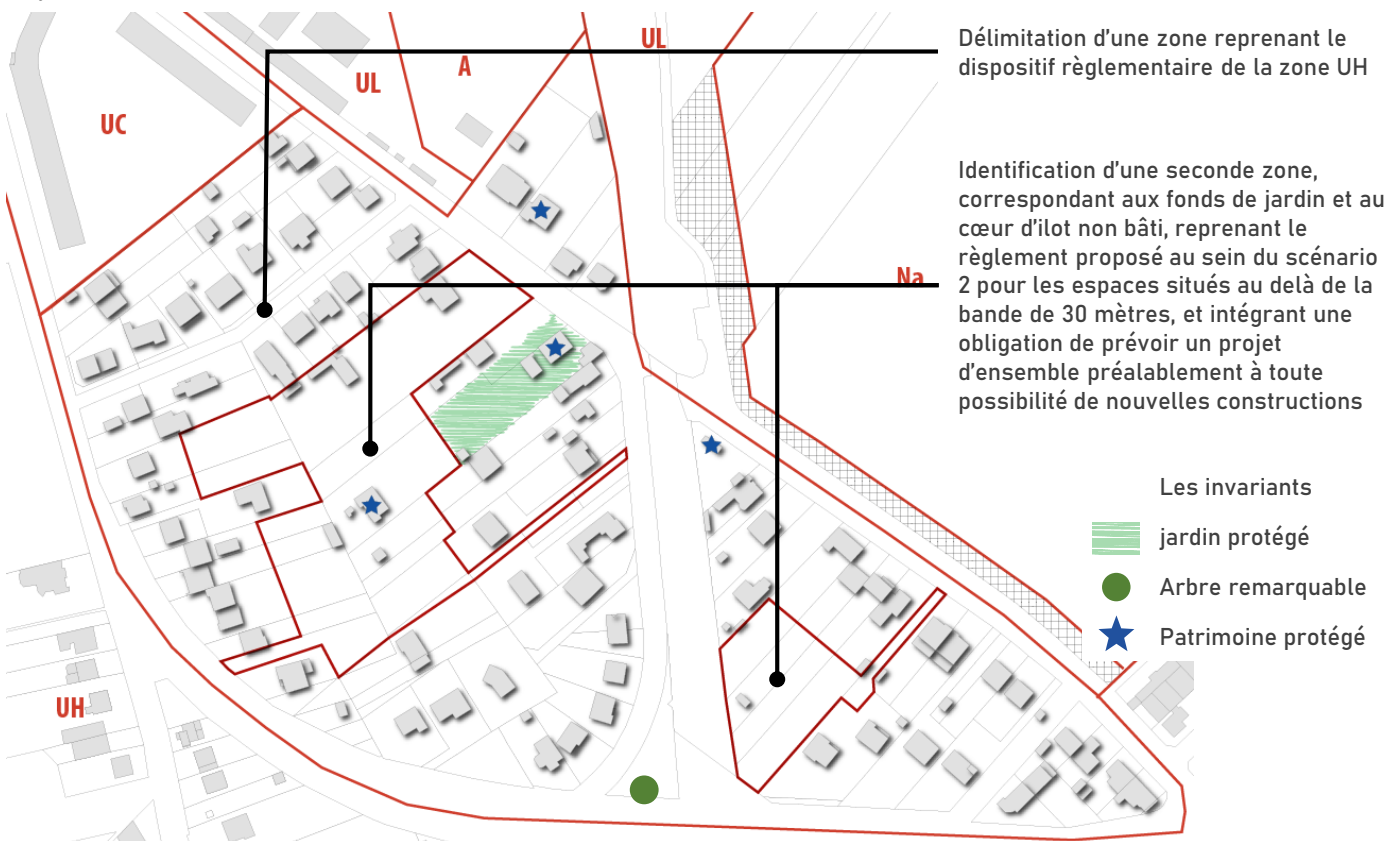 UL
Délimitation d'une zone reprenant le
dispositif règlementaire de la zone UH
A
UL
UC
Identification d'une seconde zone,
correspondant aux fonds de jardin et au
cœur d'ilot non bâti, reprenant le
règlement proposé au sein du scénario
2 pour les espaces situés au delà de la
bande de 30 mètres, et intégrant une
obligation de prévoir un projet
d'ensemble préalablement à toute
possibilité de nouvelles constructions
Na
Les invariants
jardin protégé
Arbre remarquable
Patrimoine protégé
UH